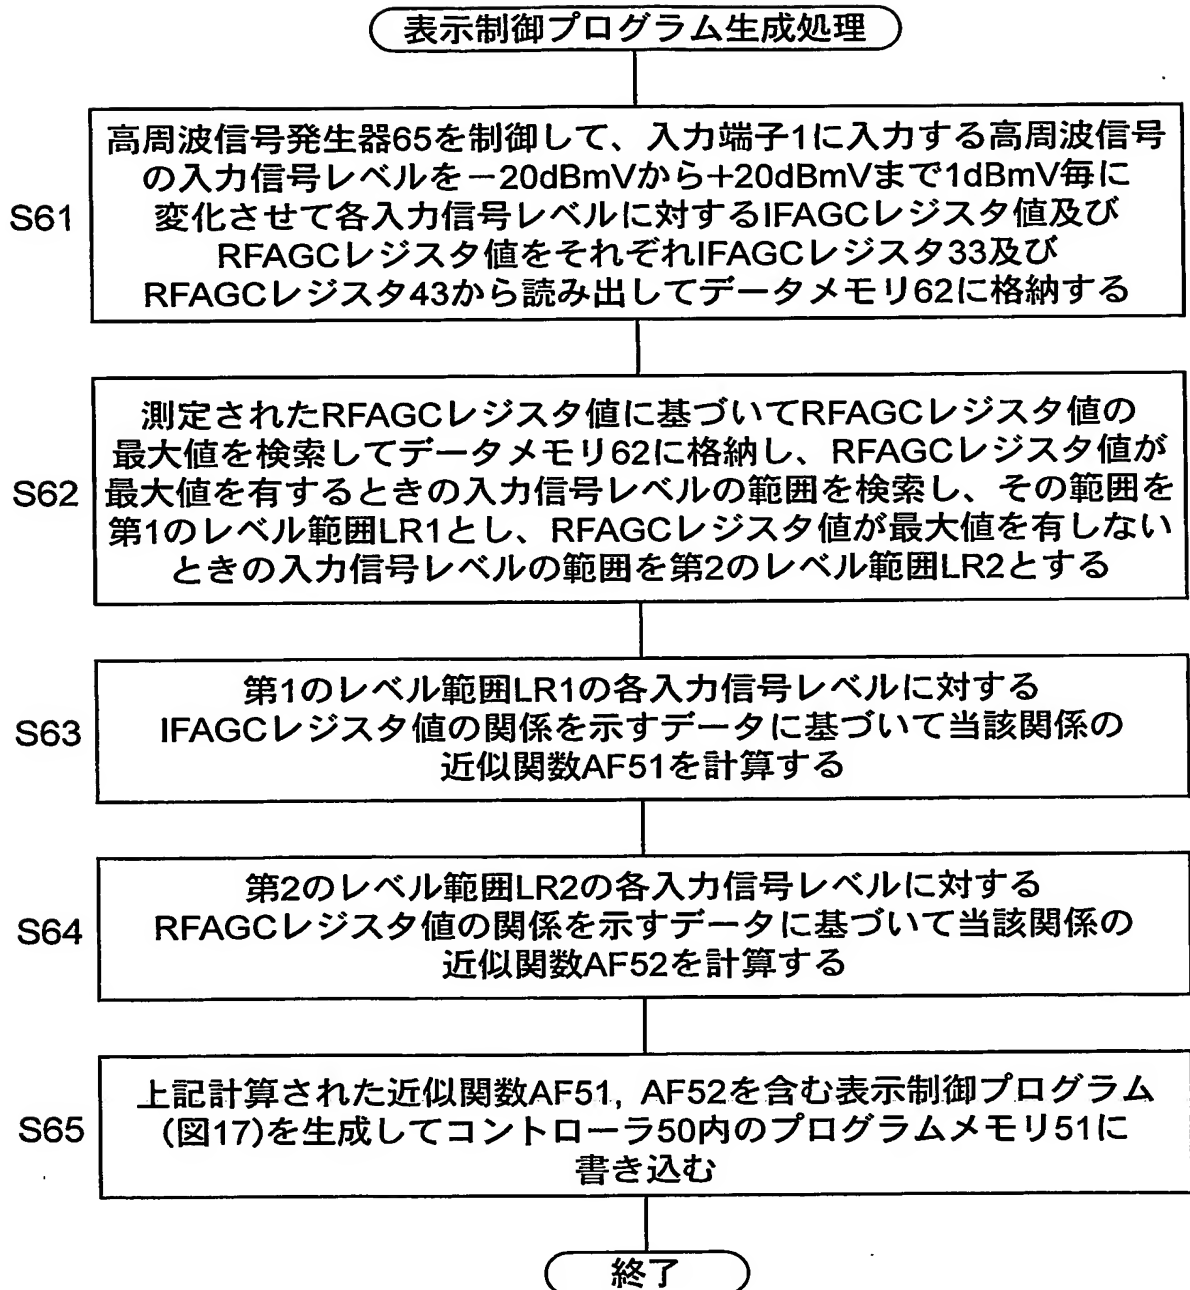 表示制御プログラム生成処理
S61
高周波信号発生器65を制御して、入力端子1に入力する高周波信号
の入力信号レベルを－20dBmVから+20dBmVまで1dBmV毎に
変化させて各入力信号レベルに対するIFAGCレジスタ値及び
RFAGCレジスタ値をそれぞれIFAGCレジスタ33及び
RFAGCレジスタ43から読み出してデータメモリ62に格納する
S62
測定されたRFAGCレジスタ値に基づいてRFAGCレジスタ値の
最大値を検索してデータメモリ62に格納し、RFAGCレジスタ値が
最大値を有するときの入力信号レベルの範囲を検索し、その範囲を
第1のレベル範囲LR1とし、RFAGCレジスタ値が最大値を有しない
ときの入力信号レベルの範囲を第2のレベル範囲LR2とする
S63
第1のレベル範囲LR1の各入力信号レベルに対する
IFAGCレジスタ値の関係を示すデータに基づいて当該関係の
近似関数AF51を計算する
S64
第2のレベル範囲LR2の各入力信号レベルに対する
RFAGCレジスタ値の関係を示すデータに基づいて当該関係の
近似関数AF52を計算する
S65
上記計算された近似関数AF51, AF52を含む表示制御プログラム
(図17)を生成してコントローラ50内のプログラムメモリ51に
書き込む
終了